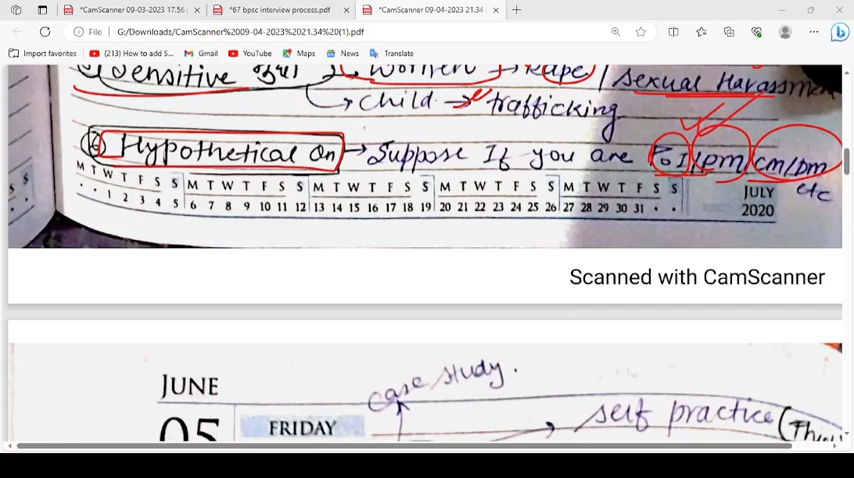 *CamScanner 09-03-2023 17.56
*67 bpsc interview process.pdf
*CamScanner 09-04-2023 21.34
File
G:/Downloads/CamScanner%2009-04-2023%2021.34%20(1).pdf
Import favorites
(213) How to add S...
Gmail
YouTube
Maps
News
Translate
Sensitive women → Rape / Sexual Harassmen
→ Child → trafficking
Hypothetical Qn → Suppose If you are PM/CM/DM
etc
M T W T F S S M T W T F S S M T W T F S S M T W T F S S M T W T F S S
. . 1 2 3 4 5 6 7 8 9 10 11 12 13 14 15 16 17 18 19 20 21 22 23 24 25 26 27 28 29 30 31 . .
JULY
2020
Scanned with CamScanner
case study.
JUNE
05
FRIDAY
self practice